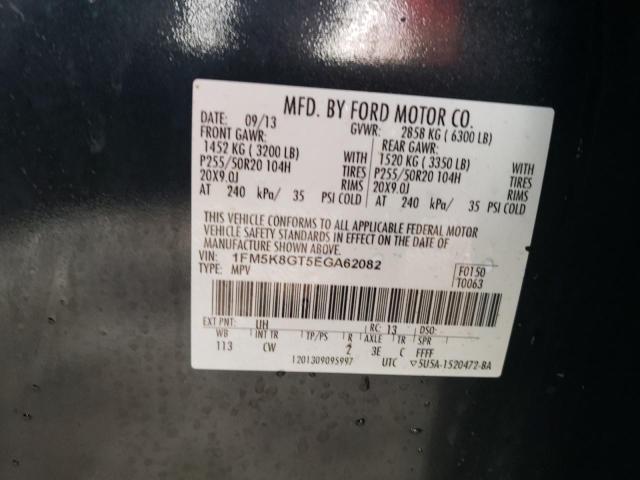 MFD. BY FORD MOTOR CO.
DATE: 09/13 GVWR: 2858 KG ( 6300 LB)
FRONT GAWR: REAR GAWR:
1452 KG ( 3200 LB) WITH 1520 KG ( 3350 LB) WITH
P255/50R20 104H TIRES P255/50R20 104H TIRES
20X9.0J RIMS 20X9.0J RIMS
AT 240 kPa/ 35 PSI COLD AT 240 kPa/ 35 PSI COLD
THIS VEHICLE CONFORMS TO ALL APPLICABLE FEDERAL MOTOR
VEHICLE SAFETY STANDARDS IN EFFECT ON THE DATE OF
MANUFACTURE SHOWN ABOVE.
VIN: 1FM5K8GT5EGA62082 F0150
TYPE: MPV T0063
EXT PNT: UH RC: 13 DSO:
WB INT TR TP/PS R AXLE TR SPR
113 CW 2 3E C FFFF
1201309095997 UTC ▽5U5A-1520472-BA